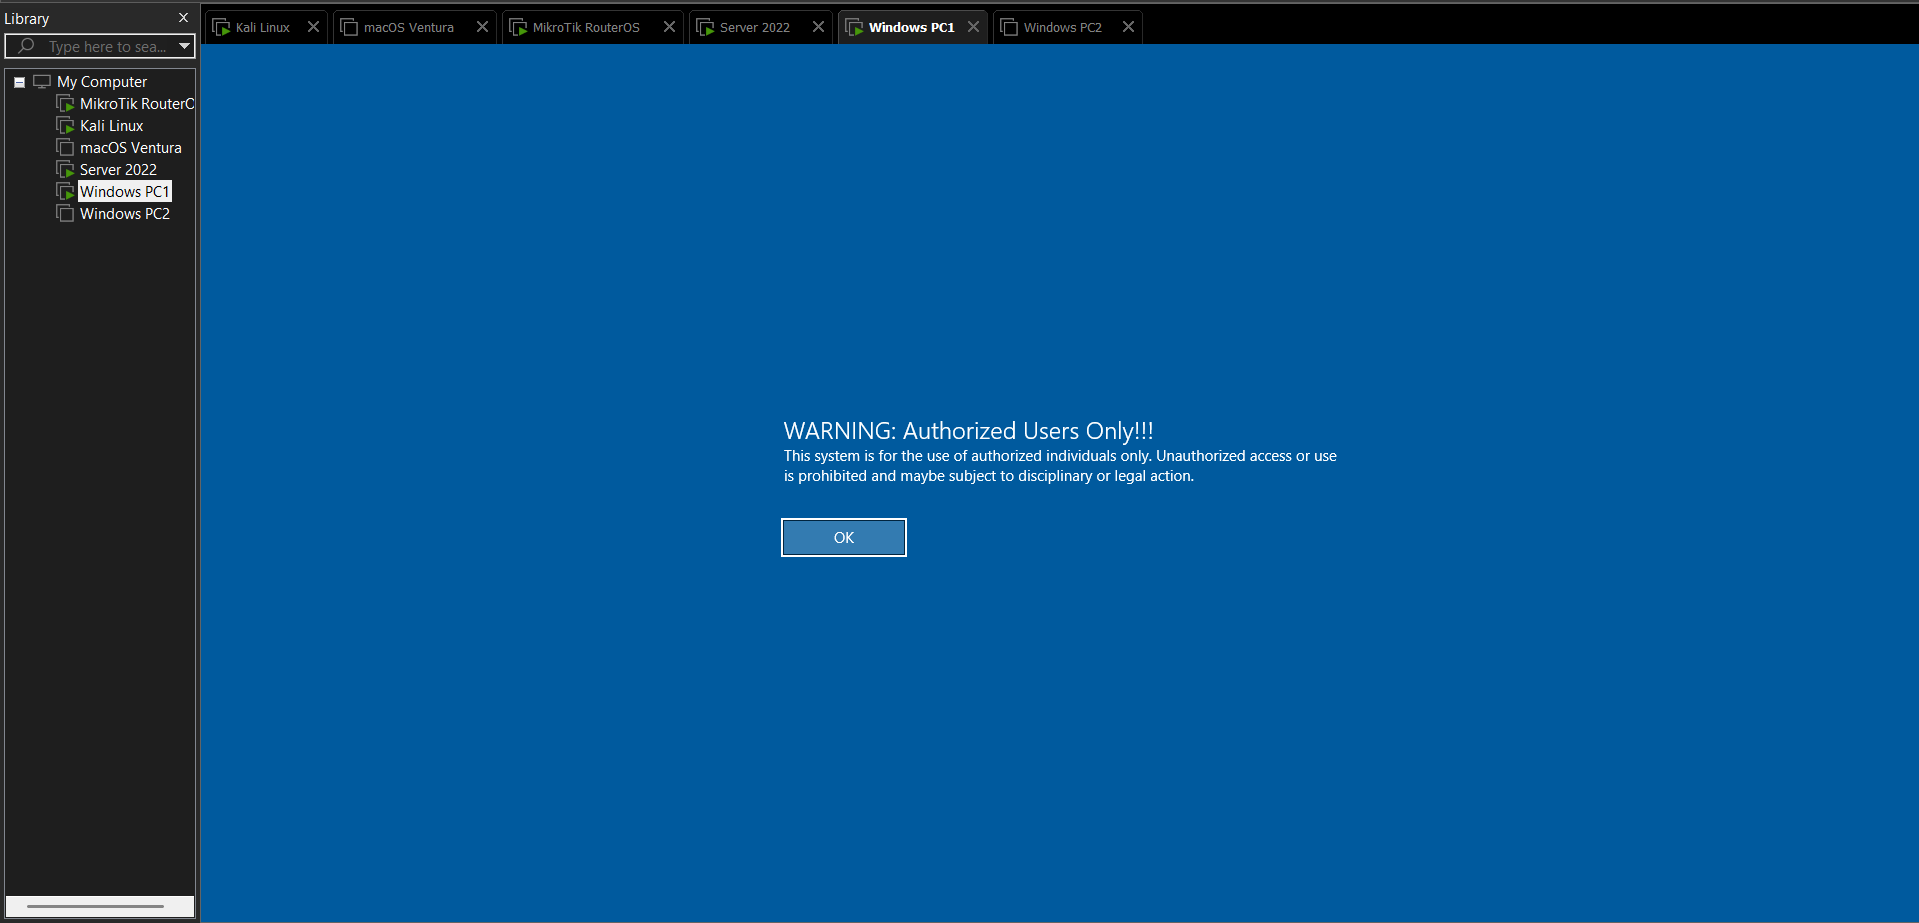 Library
Type here to sea...
My Computer
MikroTik RouterO
Kali Linux
macOS Ventura
Server 2022
Windows PC1
Windows PC2
Kali Linux
macOS Ventura
MikroTik RouterOS
Server 2022
Windows PC1
Windows PC2
WARNING: Authorized Users Only!!!
This system is for the use of authorized individuals only. Unauthorized access or use
is prohibited and maybe subject to disciplinary or legal action.
OK